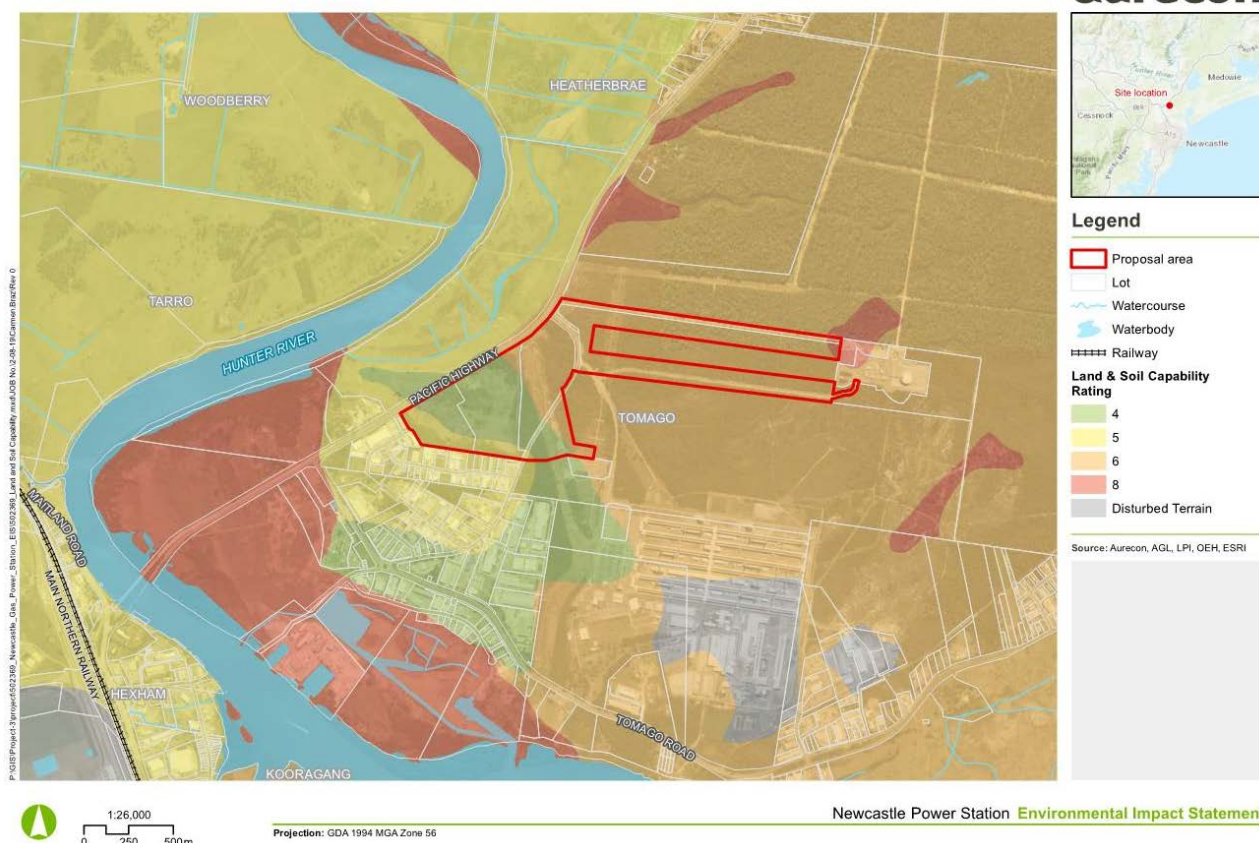 aurecon
WOODBERRY
HEATHERBRAE
TARRO
HUNTER RIVER
PACIFIC HIGHWAY
TOMAGO
MAITLAND ROAD
MAIN NORTHERN RAILWAY
HEXHAM
KOORAGANG
TOMAGO ROAD
Site location
Medowie
Cessnock
Newcastle
Legend
Proposal area
Lot
Watercourse
Waterbody
Railway
Land & Soil Capability
Rating
4
5
6
8
Disturbed Terrain
Source: Aurecon, AGL, LPI, OEH, ESRI
1:26,000
0 250 500m
Projection: GDA 1994 MGA Zone 56
Newcastle Power Station Environmental Impact Statemen